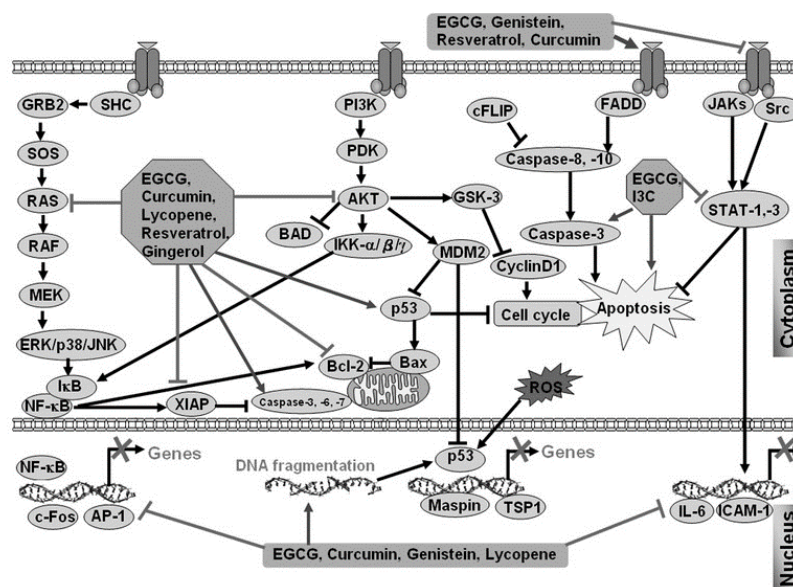 EGCG, Genistein,
Resveratrol, Curcumin
GRB2
SHC
PI3K
cFLIP
FADD
JAKs
Src
SOS
PDK
Caspase-8, -10
EGCG,
Curcumin,
Lycopene,
Resveratrol,
Gingerol
EGCG,
I3C
RAS
AKT
GSK-3
STAT-1,-3
BAD
RAF
IKK-α/ β/γ
MDM2
Caspase-3
CyclinD1
MEK
p53
Cell cycle
Apoptosis
Cytoplasm
ERK/p38/JNK
Bcl-2
Bax
IκB
NF-κB
XIAP
Caspase-3, -6, -7
ROS
NF-κB
Genes
DNA fragmentation
p53
Genes
c-Fos
AP-1
Maspin
TSP1
IL-6
ICAM-1
EGCG, Curcumin, Genistein, Lycopene
Nucleus